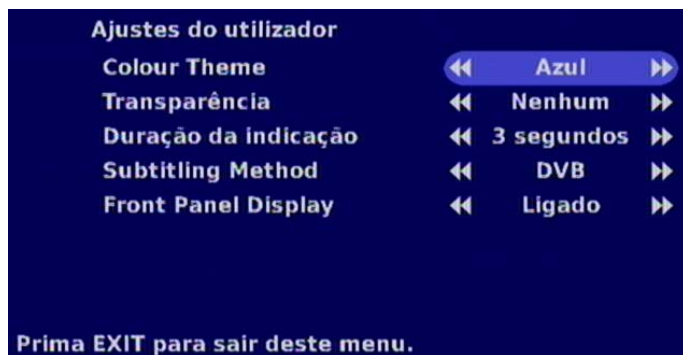 Ajustes do utilizador
Colour Theme Azul
Transparência Nenhum
Duração da indicação 3 segundos
Subtitling Method DVB
Front Panel Display Ligado
Prima EXIT para sair deste menu.